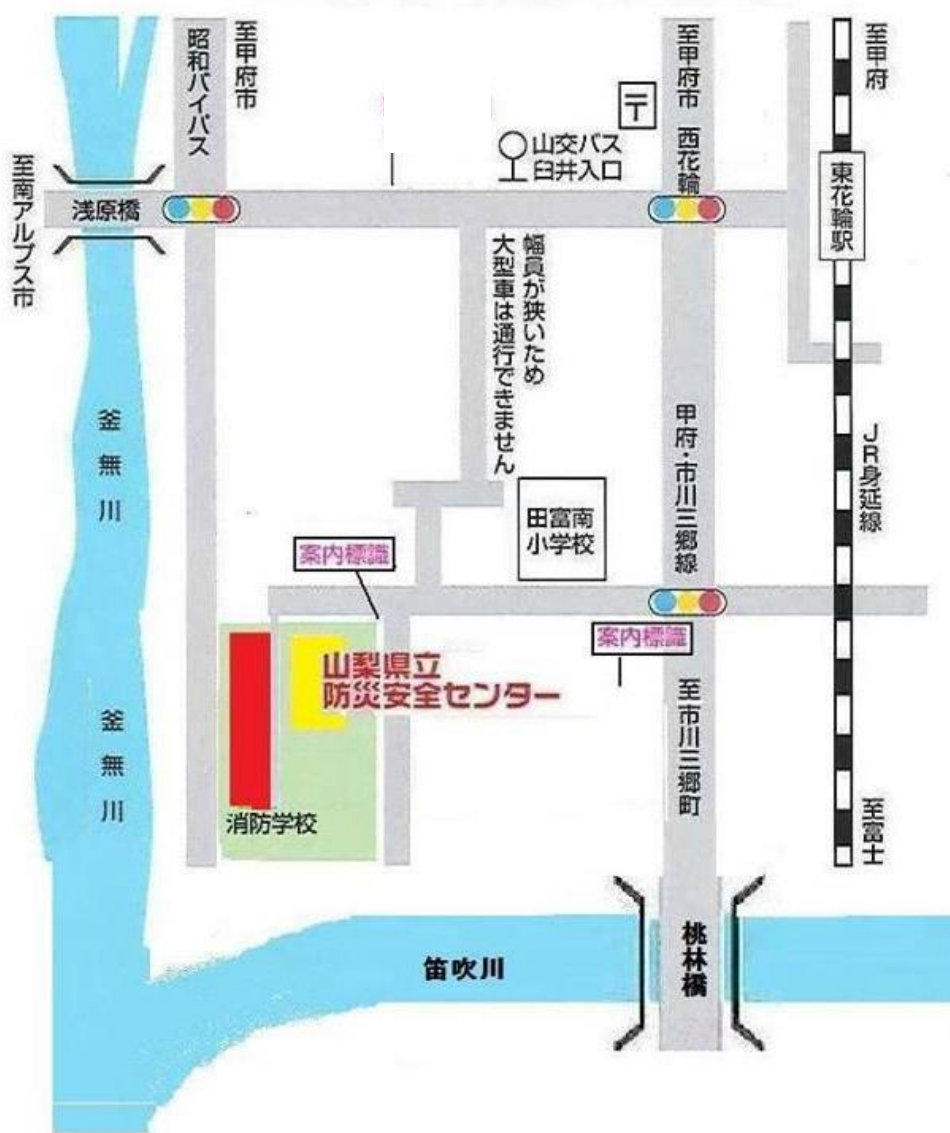 至甲府市
昭和バイパス
至甲府市 西花輪
〒
至甲府
山交バス
臼井入口
東花輪駅
至南アルプス市
浅原橋
幅員が狭いため
大型車は通行できません
釜無川
甲府・市川三郷線
JR身延線
田富南
小学校
案内標識
案内標識
山梨県立
防災安全センター
至市川三郷町
釜無川
消防学校
至富士
笛吹川
桃林橋